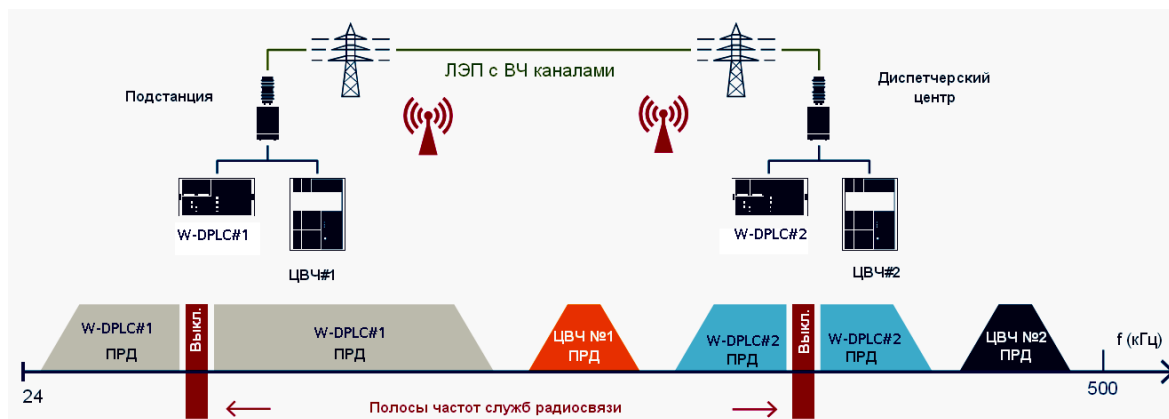 ЛЭП с ВЧ каналами
Подстанция
Диспетчерский
центр
W-DPLC#1
ЦВЧ#1
W-DPLC#2
ЦВЧ#2
W-DPLC#1
ПРД
Выкл.
W-DPLC#1
ПРД
ЦВЧ №1
ПРД
W-DPLC#2
ПРД
Выкл.
W-DPLC#2
ПРД
ЦВЧ №2
ПРД
f (кГц)
24
500
Полосы частот служб радиосвязи